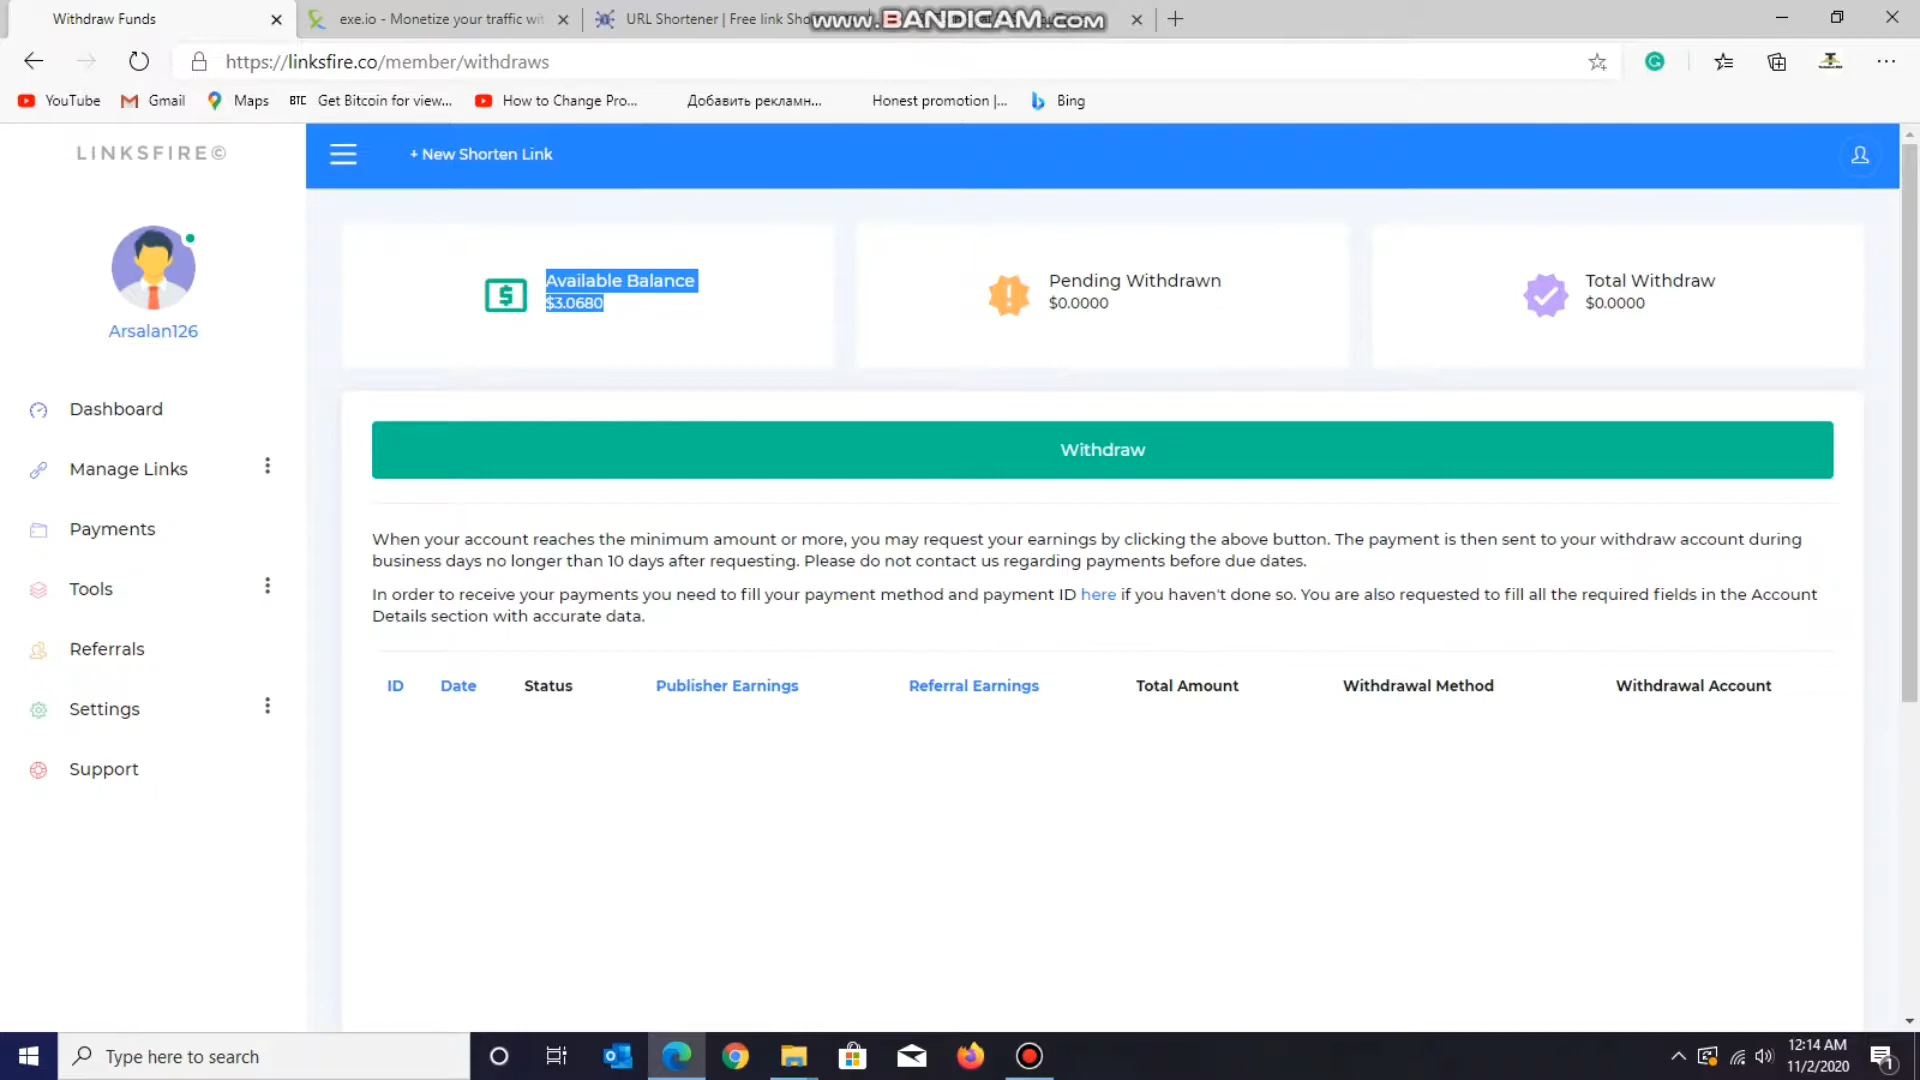 Withdraw Funds
exe.io - Monetize your traffic wit
URL Shortener | Free link Sho
www.BANDICAM.com
https://linksfire.co/member/withdraws
YouTube
Gmail
Maps
BTC Get Bitcoin for view...
How to Change Pro...
Добавить рекламн...
Honest promotion |...
Bing
LINKSFIRE©
+ New Shorten Link
Arsalan126
Dashboard
Manage Links
Payments
Tools
Referrals
Settings
Support
Available Balance
$3.0680
Pending Withdrawn
$0.0000
Total Withdraw
$0.0000
Withdraw
When your account reaches the minimum amount or more, you may request your earnings by clicking the above button. The payment is then sent to your withdraw account during
business days no longer than 10 days after requesting. Please do not contact us regarding payments before due dates.
In order to receive your payments you need to fill your payment method and payment ID here if you haven't done so. You are also requested to fill all the required fields in the Account
Details section with accurate data.
ID Date Status Publisher Earnings Referral Earnings Total Amount Withdrawal Method Withdrawal Account
Type here to search
12:14 AM
11/2/2020
1